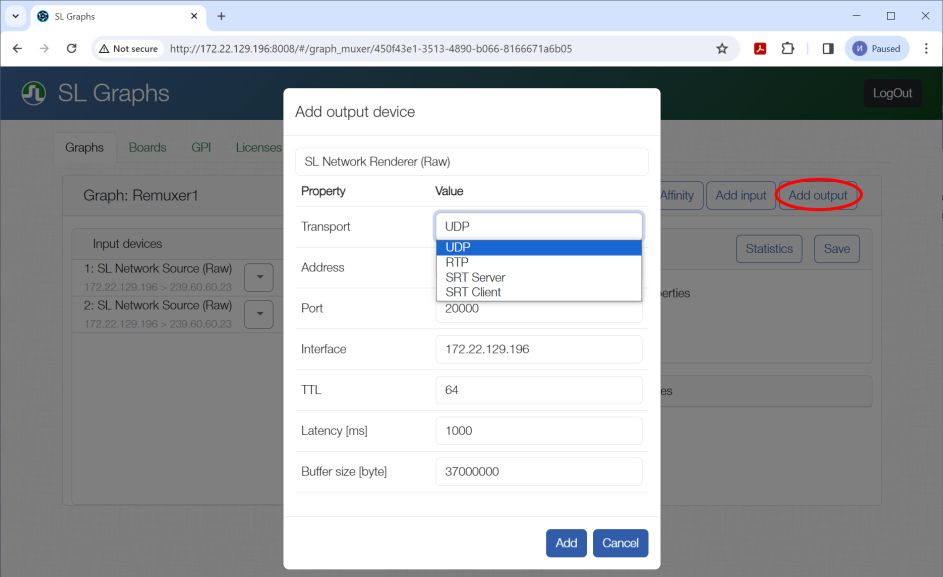 SL Graphs
Not secure
http://172.22.129.196:8008/#/graph_muxer/450f43e1-3513-4890-b066-8166671a6b05
И
Paused
SL Graphs
LogOut
Graphs
Boards
GPI
Licenses
Graph: Remuxer1
Affinity
Add input
Add output
Input devices
1: SL Network Source (Raw)
172.22.129.196 > 239.60.60.23
2: SL Network Source (Raw)
172.22.129.196 > 239.60.60.23
Statistics
Save
erties
es
Add output device
SL Network Renderer (Raw)
Property Value
Transport UDP
UDP
RTP
SRT Server
SRT Client
Address
Port 20000
Interface 172.22.129.196
TTL 64
Latency [ms] 1000
Buffer size [byte] 37000000
Add Cancel